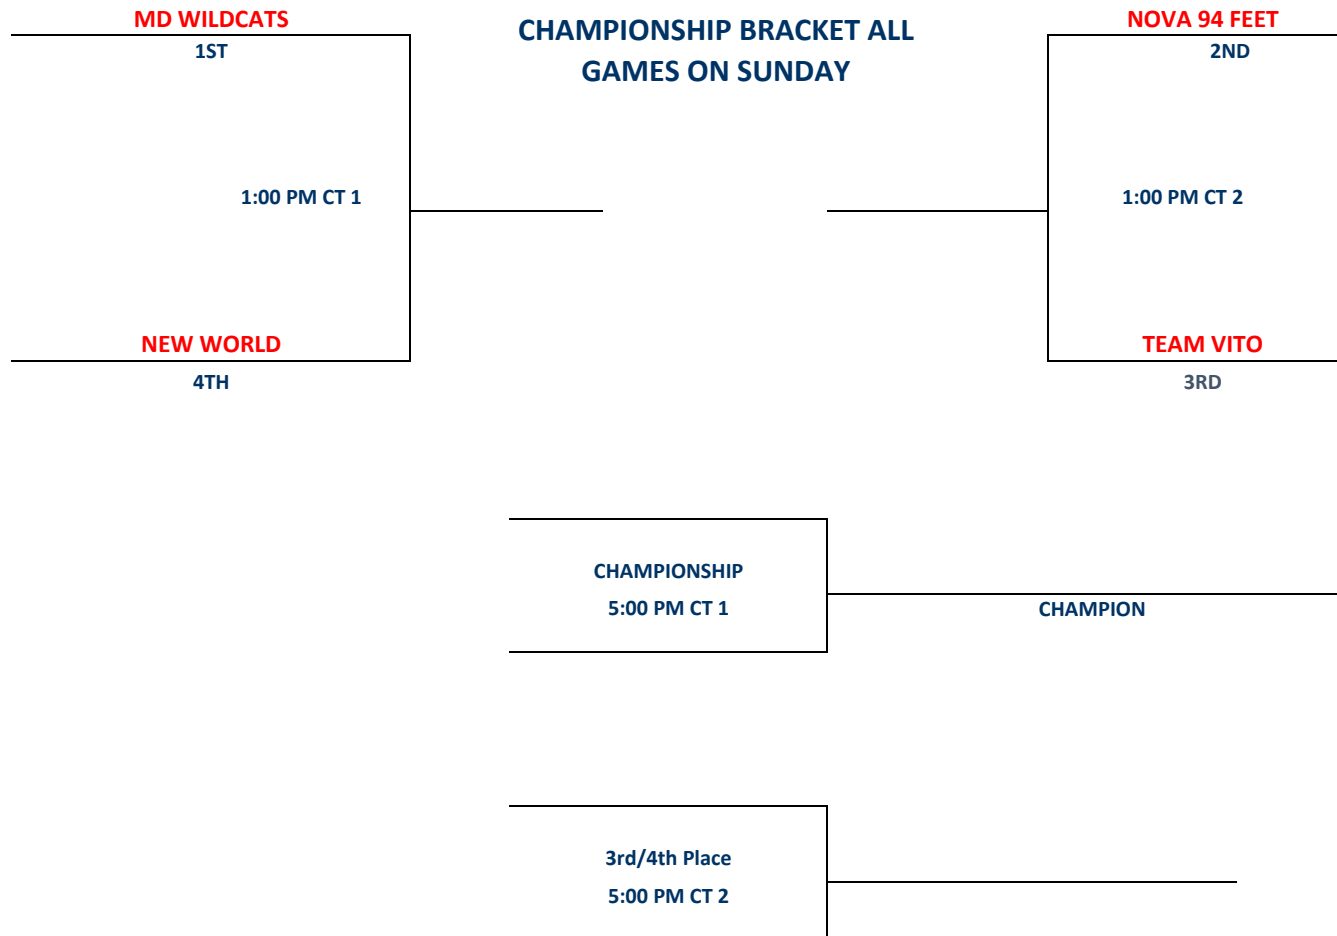 MD WILDCATS
CHAMPIONSHIP BRACKET ALL
GAMES ON SUNDAY
NOVA 94 FEET
1ST
2ND
1:00 PM CT 1
1:00 PM CT 2
NEW WORLD
TEAM VITO
4TH
3RD
CHAMPIONSHIP
5:00 PM CT 1
CHAMPION
3rd/4th Place
5:00 PM CT 2